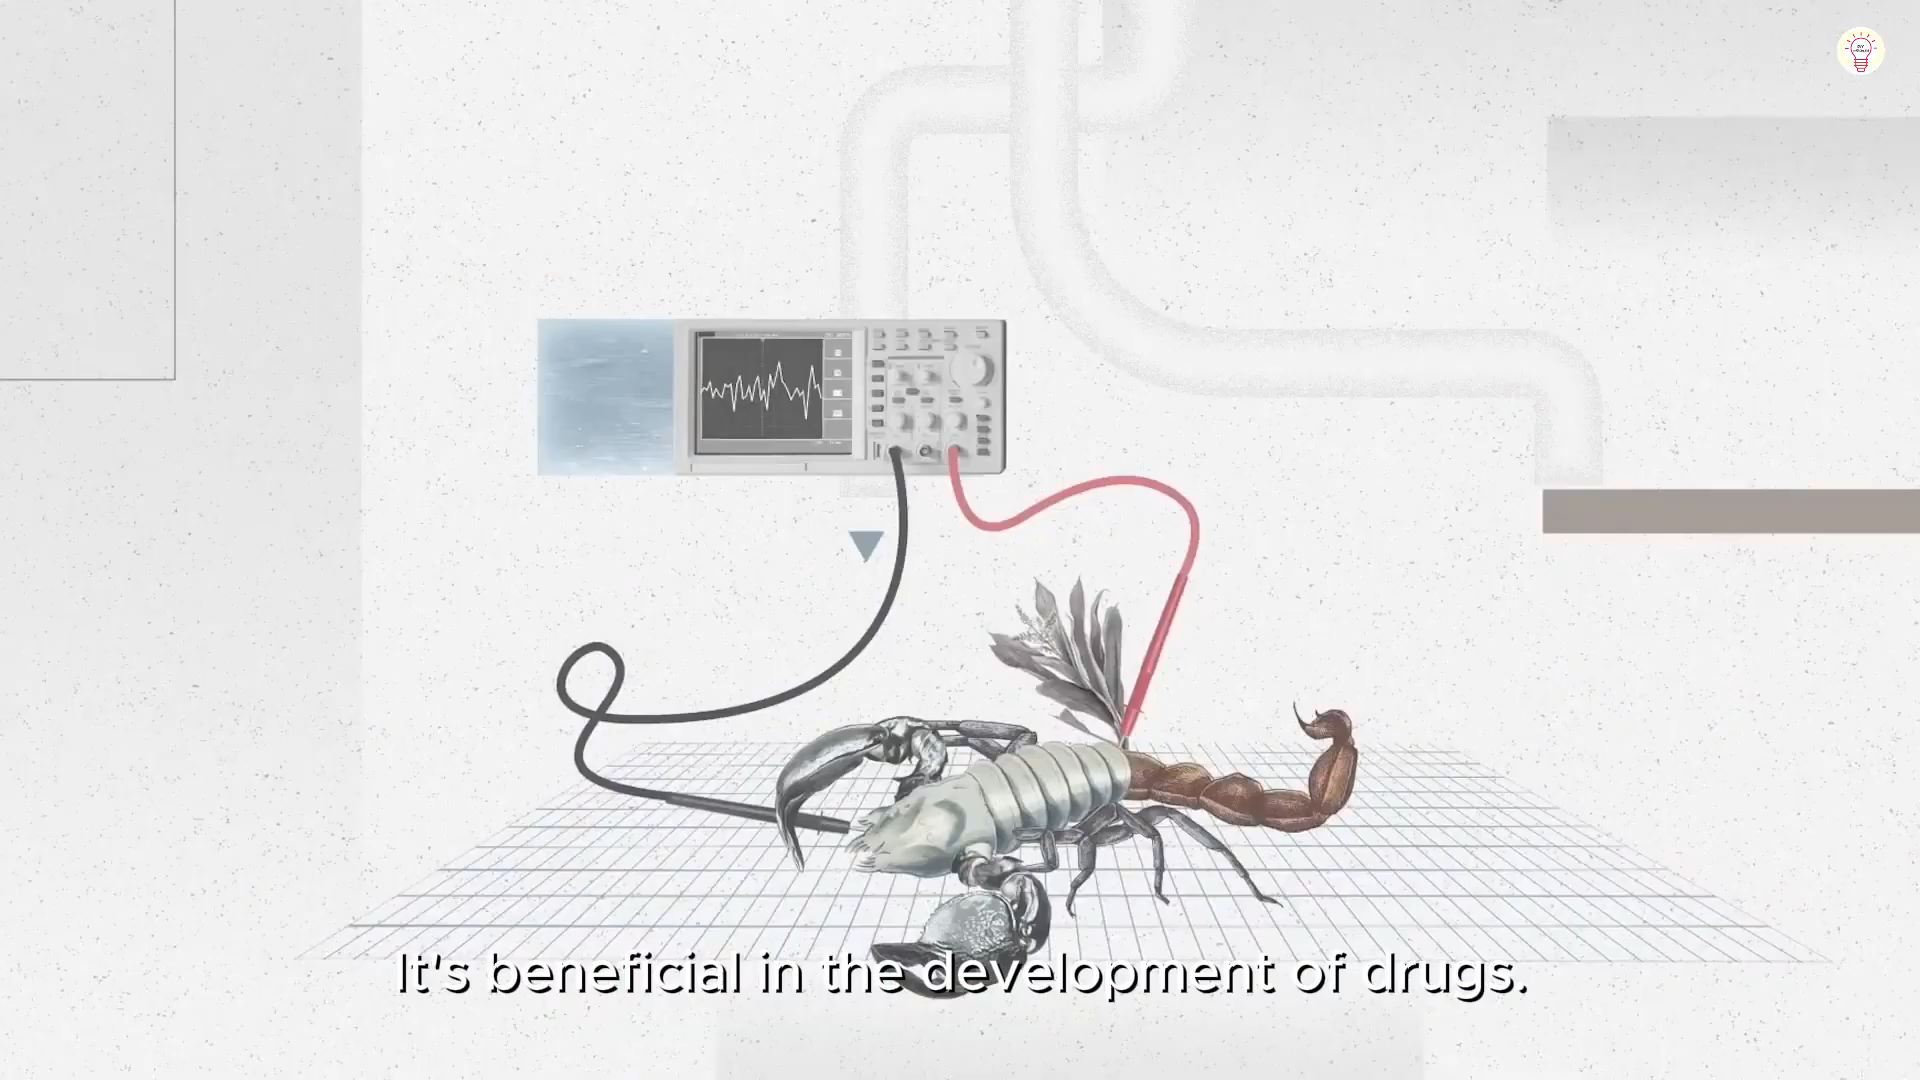 It's beneficial in the development of drugs.